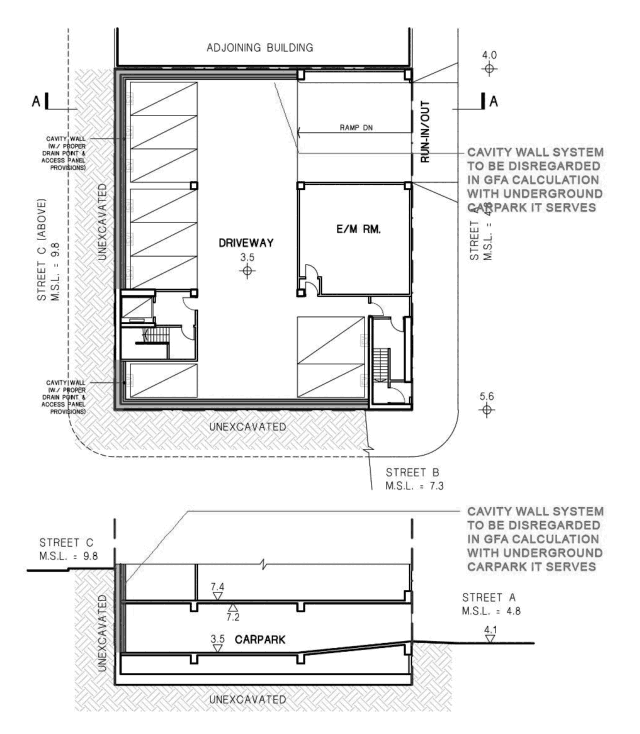 ADJOINING BUILDING
4.0
A
A
RAMP DN
RUN-IN/OUT
CAVITY WALL
(W./ PROPER
DRAIN POINT &
ACCESS PANEL
PROVISIONS)
CAVITY WALL SYSTEM
TO BE DISREGARDED
IN GFA CALCULATION
WITH UNDERGROUND
CARPARK IT SERVES
UNEXCAVATED
STREET C (ABOVE)
M.S.L. = 9.8
DRIVEWAY
3.5
E/M RM.
STREET A
M.S.L. = 4.8
CAVITY WALL
(W./ PROPER
DRAIN POINT &
ACCESS PANEL
PROVISIONS)
5.6
UNEXCAVATED
STREET B
M.S.L. = 7.3
CAVITY WALL SYSTEM
TO BE DISREGARDED
IN GFA CALCULATION
WITH UNDERGROUND
CARPARK IT SERVES
STREET C
M.S.L. = 9.8
7.4
7.2
STREET A
M.S.L. = 4.8
UNEXCAVATED
3.5 CARPARK
4.1
UNEXCAVATED